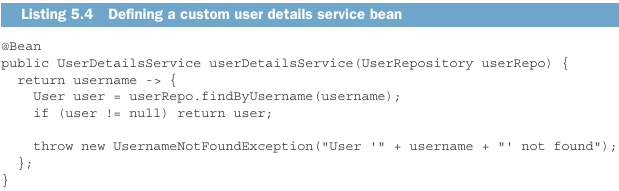 Listing 5.4 Defining a custom user details service bean
@Bean
public UserDetailsService userDetailsService(UserRepository userRepo) {
  return username -> {
    User user = userRepo.findByUsername(username);
    if (user != null) return user;

    throw new UsernameNotFoundException("User '" + username + "' not found");
  };
}